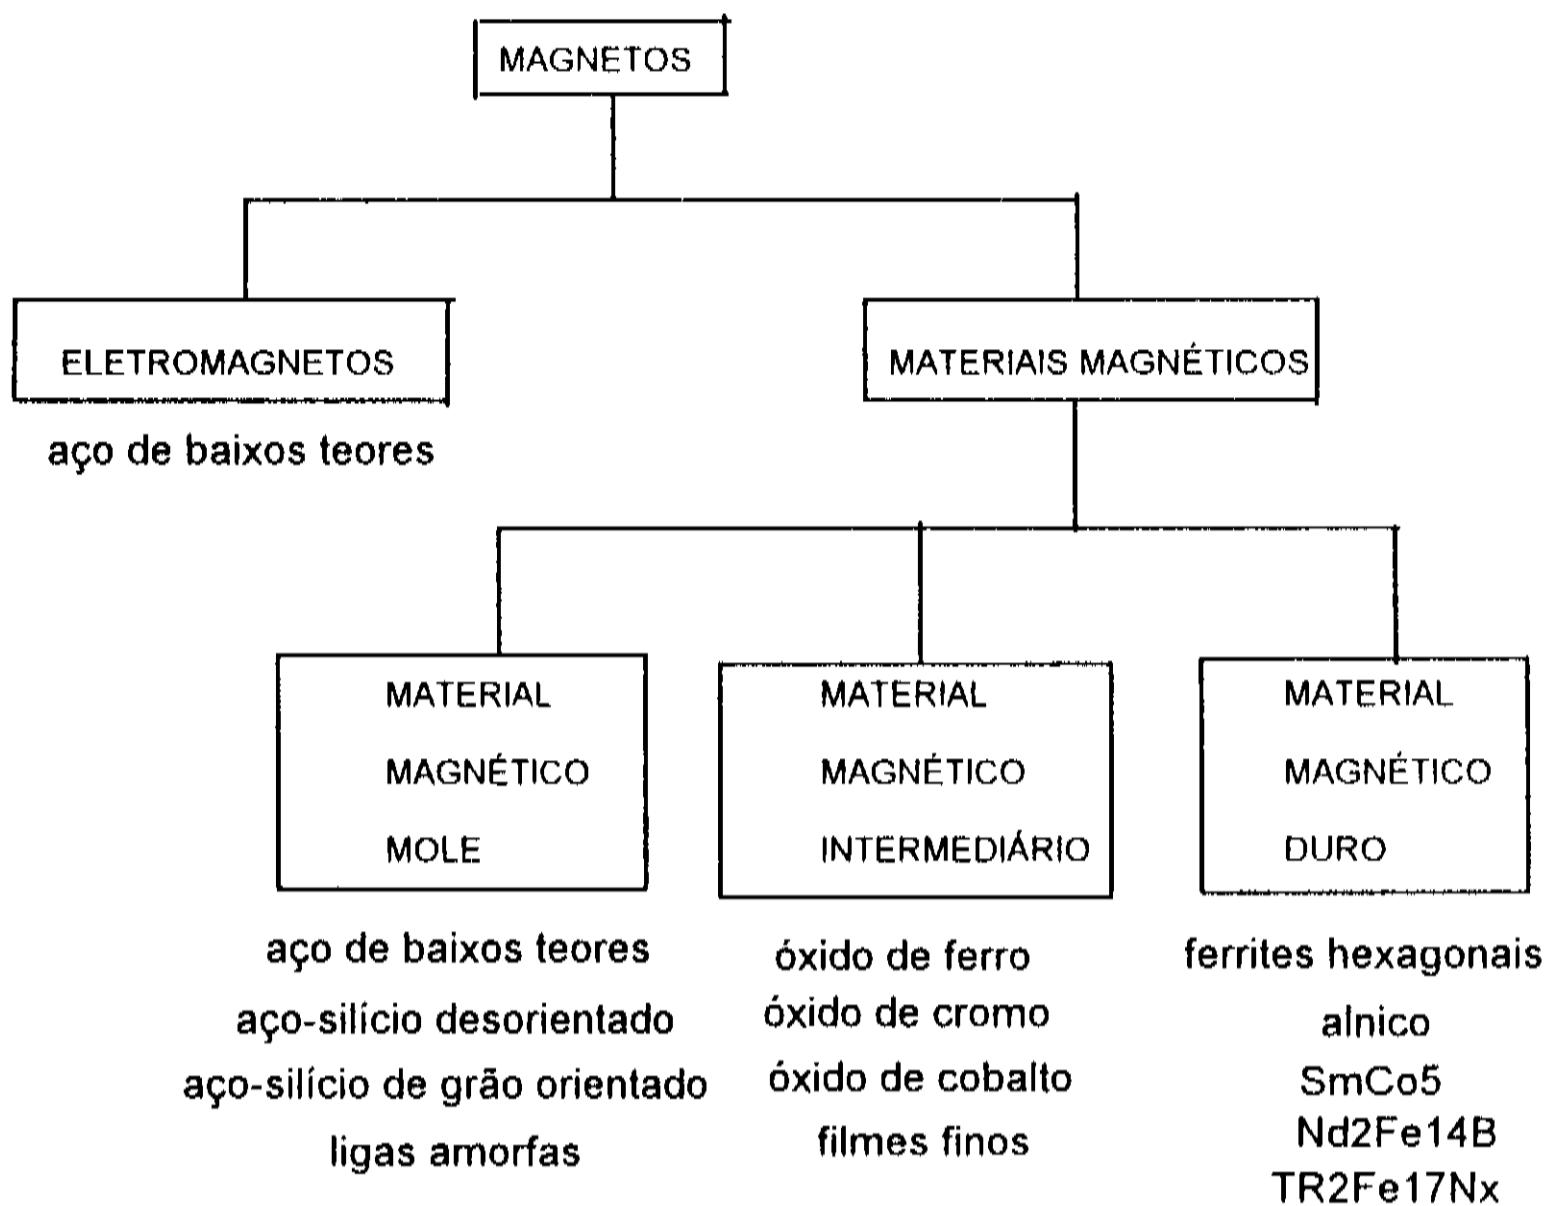 MAGNETOS
ELETROMAGNETOS
aço de baixos teores
MATERIAIS MAGNÉTICOS
MATERIAL
MAGNÉTICO
MOLE
aço de baixos teores
aço-silício desorientado
aço-silício de grão orientado
ligas amorfas
MATERIAL
MAGNÉTICO
INTERMEDIÁRIO
óxido de ferro
óxido de cromo
óxido de cobalto
filmes finos
MATERIAL
MAGNÉTICO
DURO
ferrites hexagonais
alnico
SmCo5
Nd2Fe14B
TR2Fe17Nx